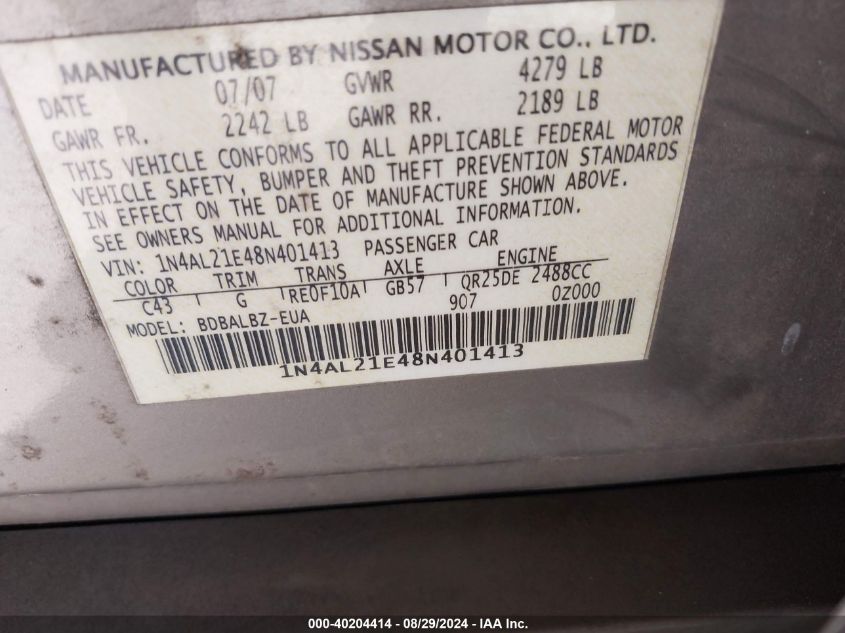 MANUFACTURED BY NISSAN MOTOR CO., LTD.
DATE 07/07 GVWR 4279 LB
GAWR FR. 2242 LB GAWR RR. 2189 LB
THIS VEHICLE CONFORMS TO ALL APPLICABLE FEDERAL MOTOR
VEHICLE SAFETY, BUMPER AND THEFT PREVENTION STANDARDS
IN EFFECT ON THE DATE OF MANUFACTURE SHOWN ABOVE.
SEE OWNERS MANUAL FOR ADDITIONAL INFORMATION.
VIN: 1N4AL21E48N401413 PASSENGER CAR
COLOR TRIM TRANS AXLE ENGINE
C43 G RE0F10A GB57 QR25DE 2488CC
MODEL: BDBALBZ-EUA 907 0Z000
1N4AL21E48N401413
000-40204414 - 08/29/2024 - IAA Inc.